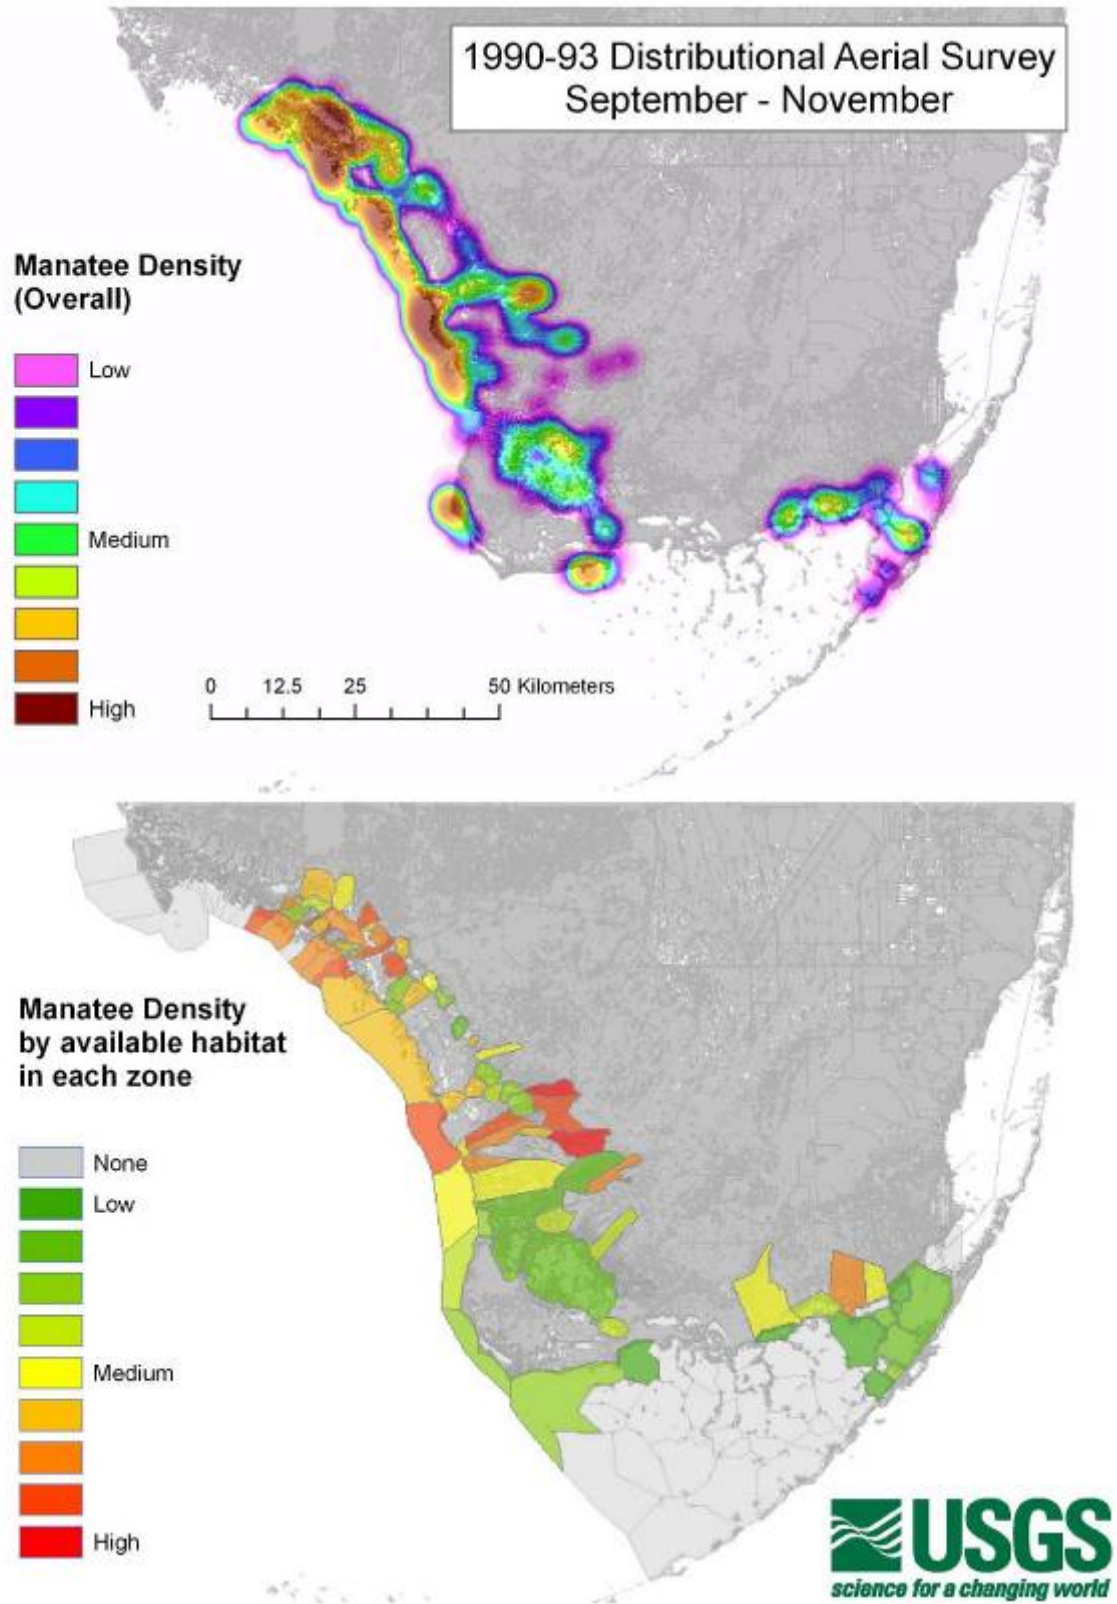 1990-93 Distributional Aerial Survey
September - November
Manatee Density
(Overall)
Low
Medium
High
0 12.5 25 50 Kilometers
Manatee Density
by available habitat
in each zone
None
Low
Medium
High
USGS
science for a changing world